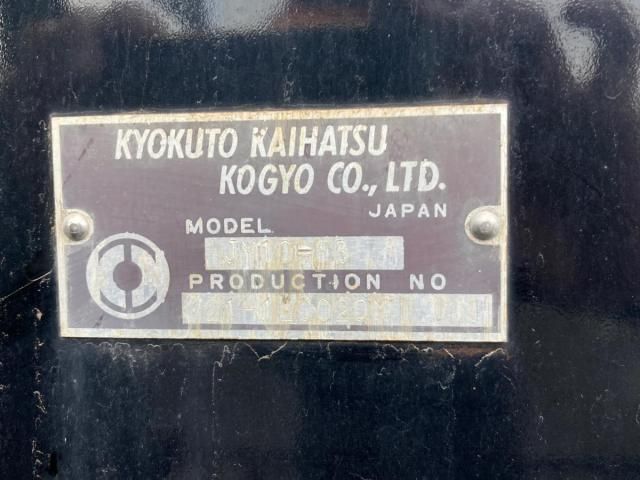 KYOKUTO KAIHATSU
KOGYO CO., LTD.
JAPAN
MODEL
PRODUCTION NO